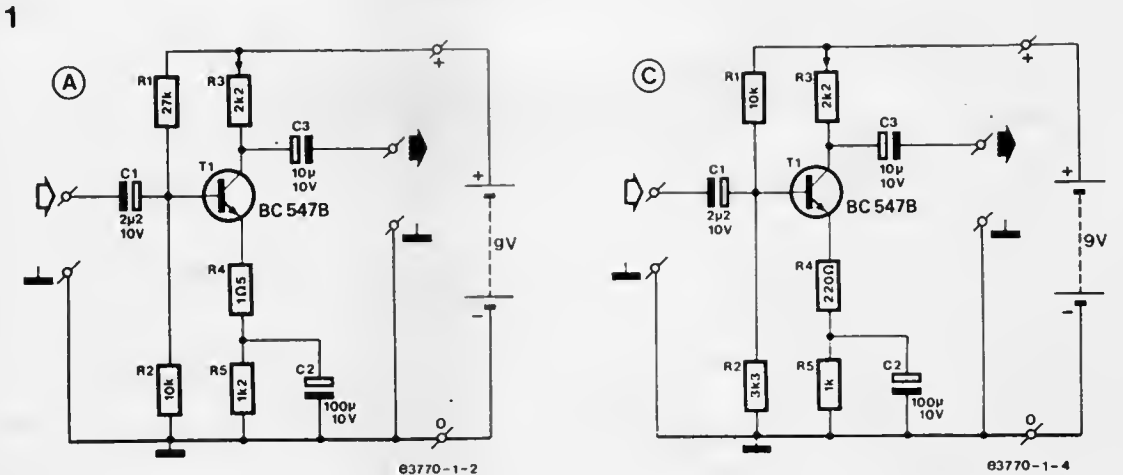 1
A
R1
27k
R3
2k2
+
C3
10µ
10V
C1
2µ2
10V
T1
BC 547B
+
9V
-
R4
1Ω5
R2
10k
R5
1k2
C2
100µ
10V
0
83770-1-2
C
R1
10k
R3
2k2
+
C3
10µ
10V
C1
2µ2
10V
T1
BC 547B
+
9V
-
R4
220Ω
R2
3k3
R5
1k
C2
100µ
10V
0
83770-1-4